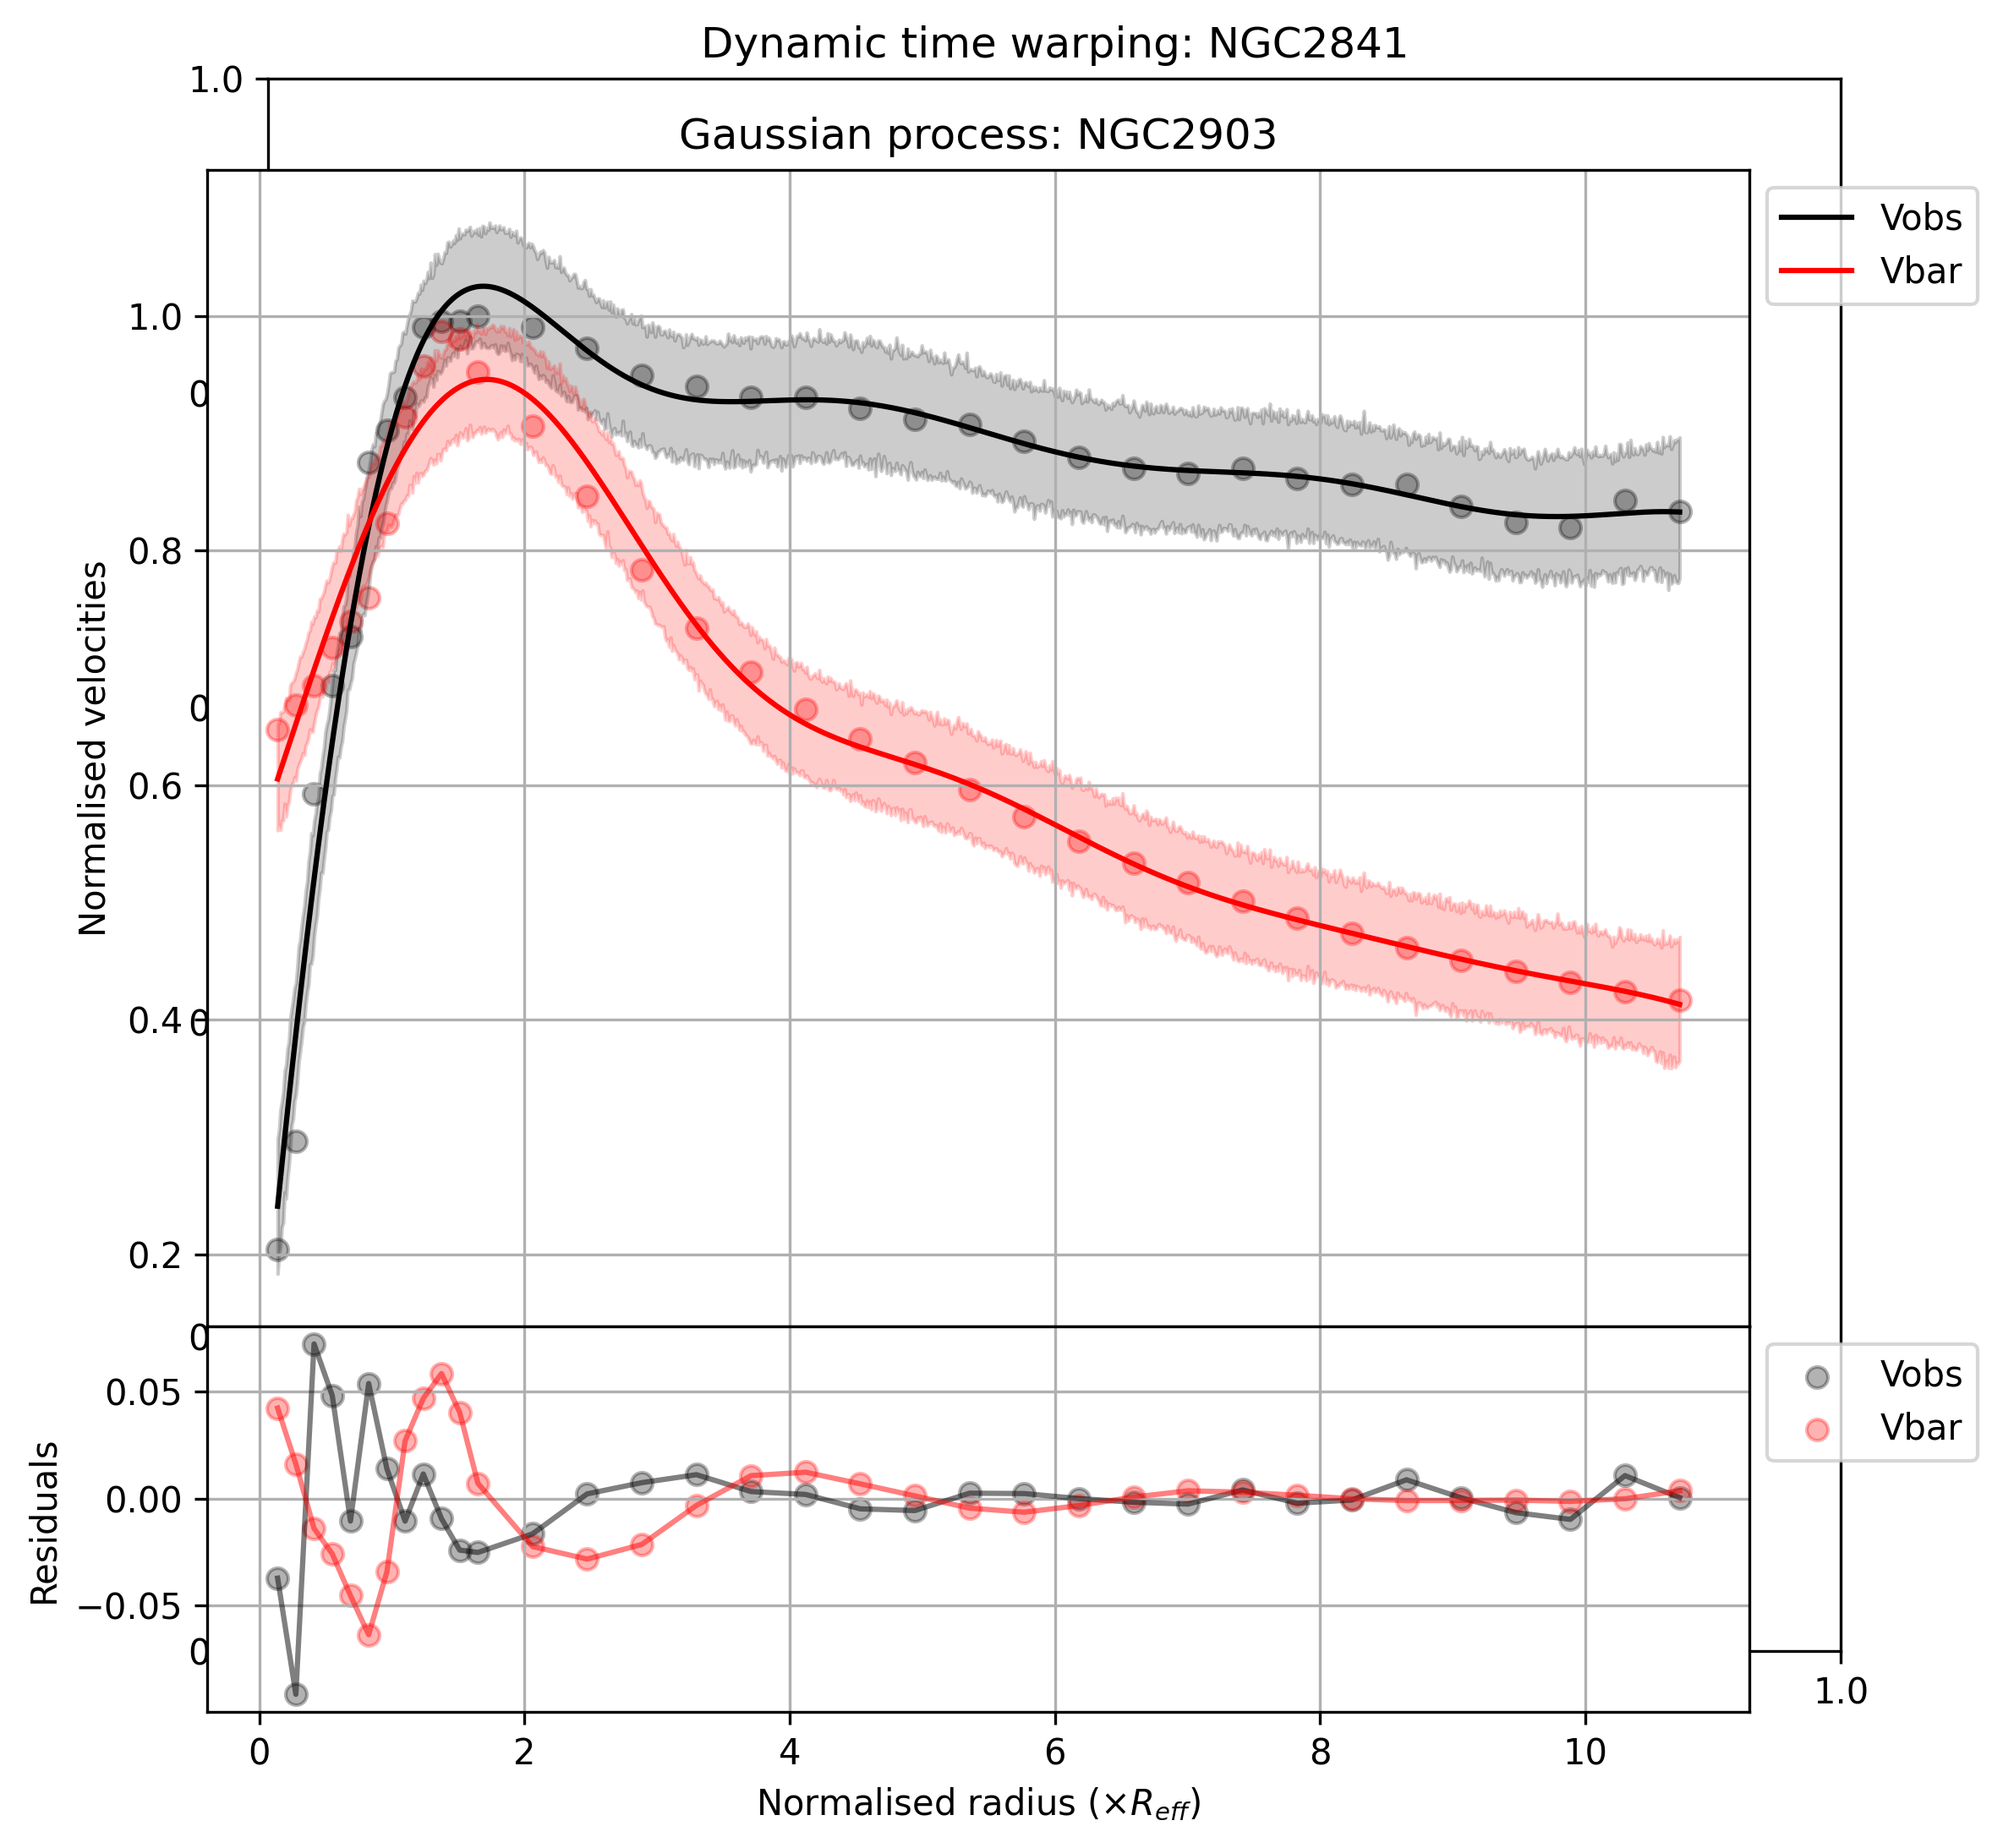 Dynamic time warping: NGC2841
1.0
Gaussian process: NGC2903
Vobs
Vbar
1.0
0
0.8
0
0.6
0.4
0
0.2
Normalised velocities
0
Vobs
Vbar
0.05
0.00
−0.05
0
Residuals
1.0
0 2 4 6 8 10
Normalised radius (×R_eff)